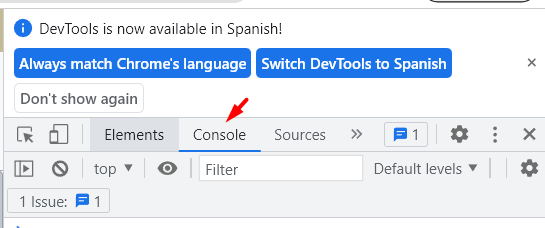 DevTools is now available in Spanish!
Always match Chrome's language Switch DevTools to Spanish
Don't show again
Elements Console Sources 1
top Filter Default levels
1 Issue: 1